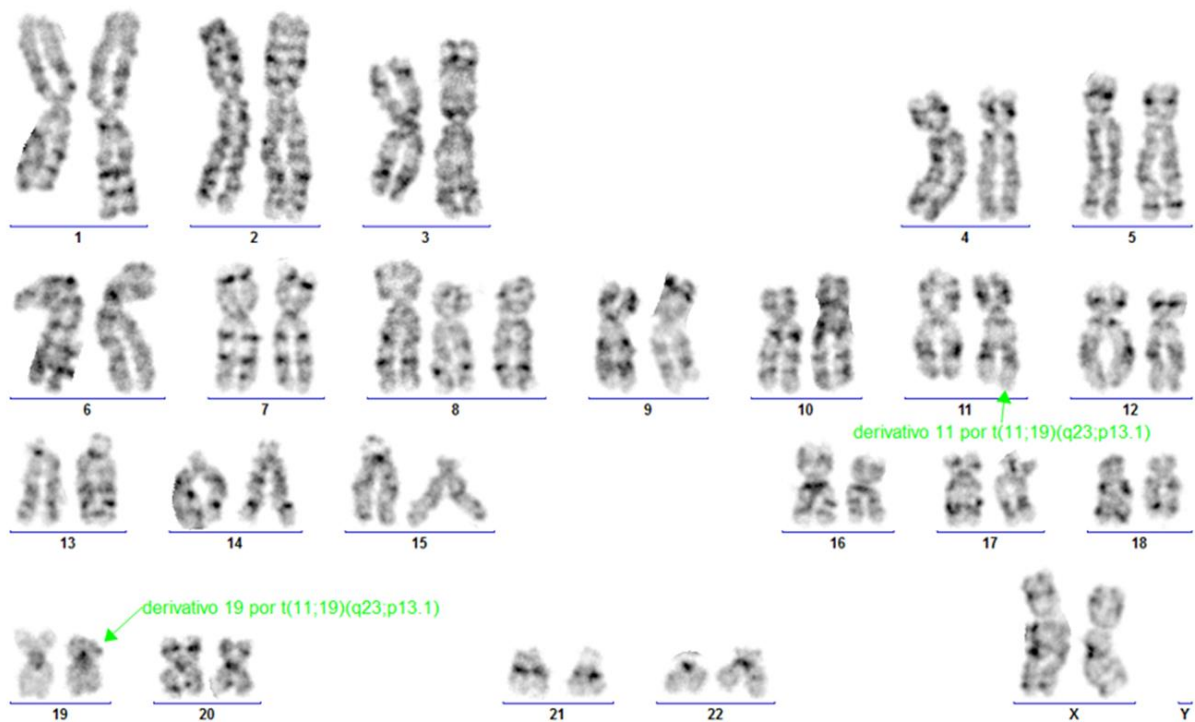 1 2 3 4 5
6 7 8 9 10 11 12
derivativo 11 por t(11;19)(q23;p13.1)
13 14 15 16 17 18
derivativo 19 por t(11;19)(q23;p13.1)
19 20 21 22 X Y